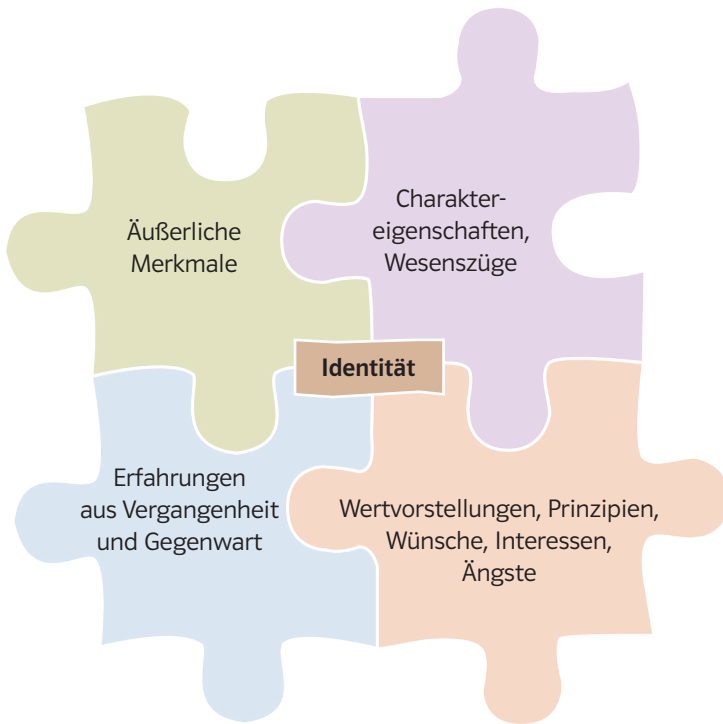 Äußerliche
Merkmale
Charakter-
eigenschaften,
Wesenszüge
Identität
Erfahrungen
aus Vergangenheit
und Gegenwart
Wertvorstellungen, Prinzipien,
Wünsche, Interessen,
Ängste